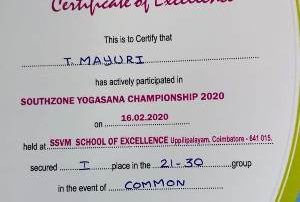 Certificate of Excellence
This is to Certify that
T. MAYURI
has actively participated in
SOUTHZONE YOGASANA CHAMPIONSHIP 2020
on 16.02.2020
held at SSVM SCHOOL OF EXCELLENCE Uppilipalayam, Coimbatore - 641 015.
secured I place in the 21-30 group
in the event of COMMON